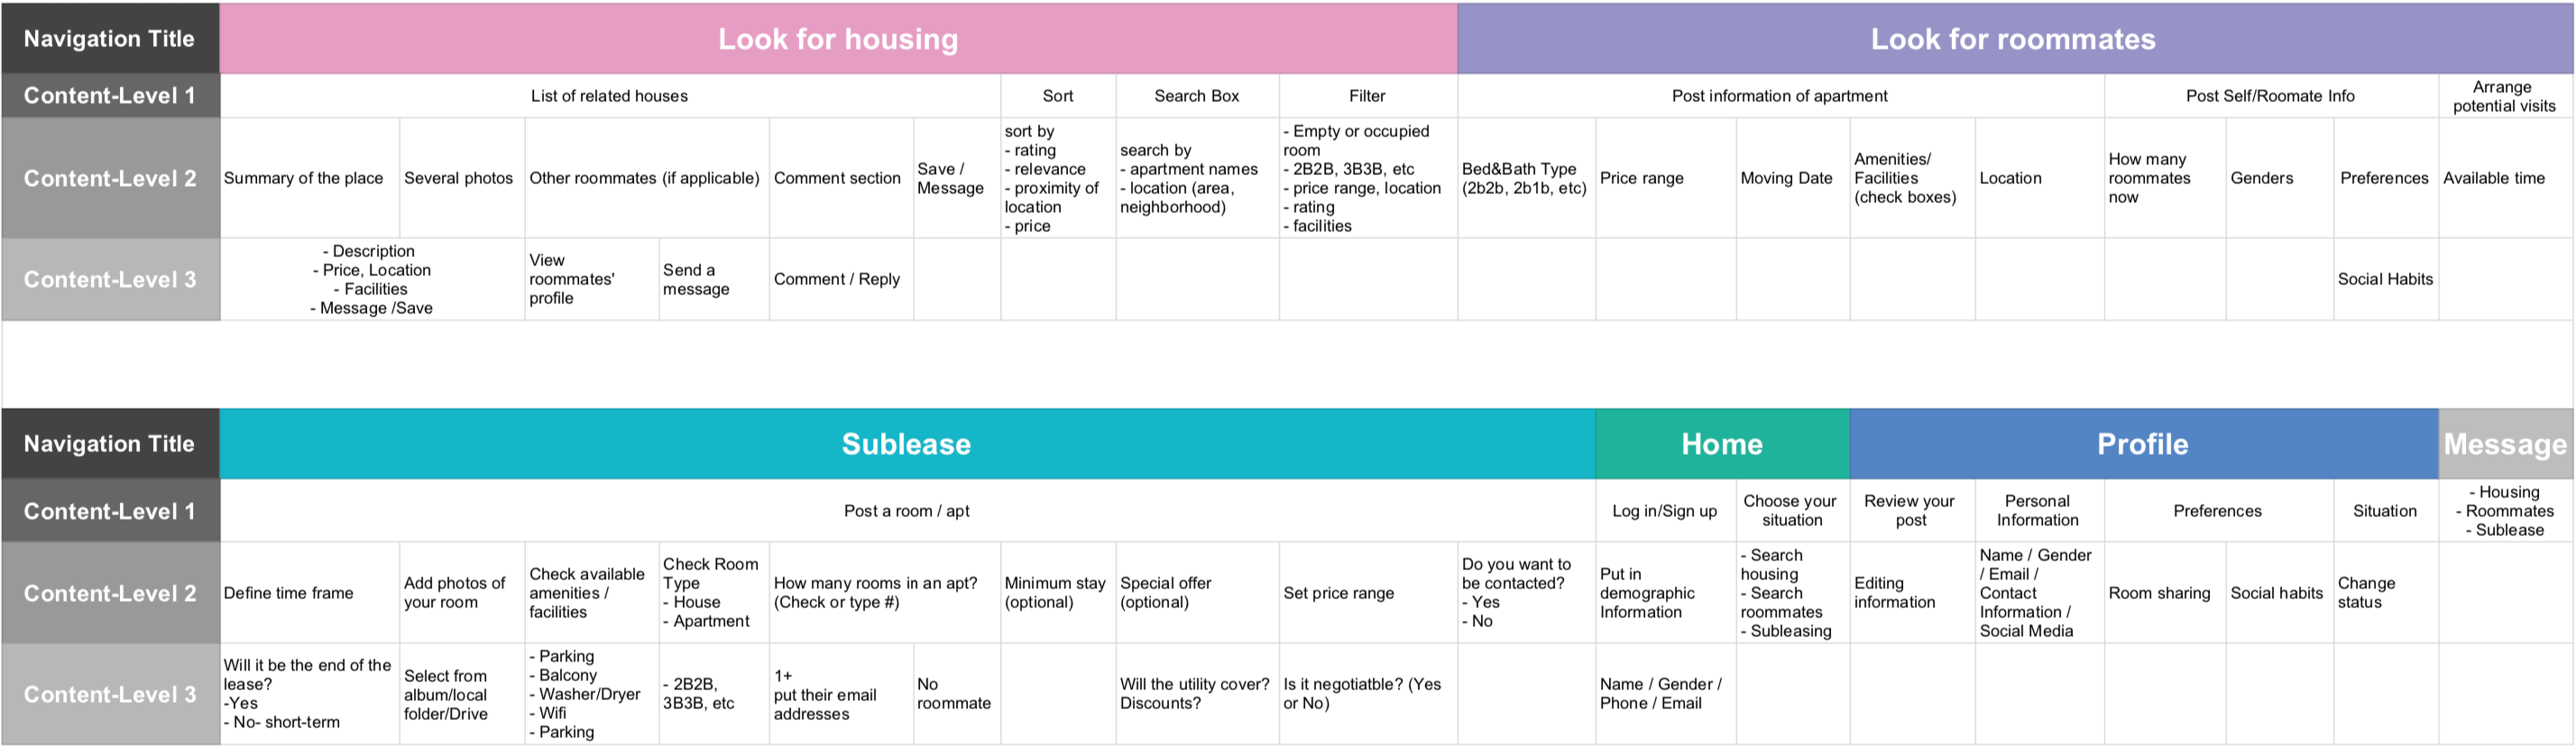 Navigation Title
Look for housing
Look for roommates
Content-Level 1
List of related houses
Sort
Search Box
Filter
Post information of apartment
Post Self/Roomate Info
Arrange
potential visits
Content-Level 2
Summary of the place
Several photos
Other roommates (if applicable)
Comment section
Save /
Message
sort by
- rating
- relevance
- proximity of
location
- price
search by
- apartment names
- location (area,
neighborhood)
- Empty or occupied
room
- 2B2B, 3B3B, etc
- price range, location
- rating
- facilities
Bed&Bath Type
(2b2b, 2b1b, etc)
Price range
Moving Date
Amenities/
Facilities
(check boxes)
Location
How many
roommates
now
Genders
Preferences
Available time
Content-Level 3
- Description
- Price, Location
- Facilities
- Message /Save
View
roommates'
profile
Send a
message
Comment / Reply
Social Habits
Navigation Title
Sublease
Home
Profile
Message
Content-Level 1
Post a room / apt
Log in/Sign up
Choose your
situation
Review your
post
Personal
Information
Preferences
Situation
- Housing
- Roommates
- Sublease
Content-Level 2
Define time frame
Add photos of
your room
Check available
amenities /
facilities
Check Room
Type
- House
- Apartment
How many rooms in an apt?
(Check or type #)
Minimum stay
(optional)
Special offer
(optional)
Set price range
Do you want to
be contacted?
- Yes
- No
Put in
demographic
Information
- Search
housing
- Search
roommates
- Subleasing
Editing
information
Name / Gender
/ Email /
Contact
Information /
Social Media
Room sharing
Social habits
Change
status
Content-Level 3
Will it be the end of the
lease?
-Yes
- No- short-term
Select from
album/local
folder/Drive
- Parking
- Balcony
- Washer/Dryer
- Wifi
- Parking
- 2B2B,
3B3B, etc
1+
put their email
addresses
No
roommate
Will the utility cover?
Discounts?
Is it negotiatble? (Yes
or No)
Name / Gender /
Phone / Email